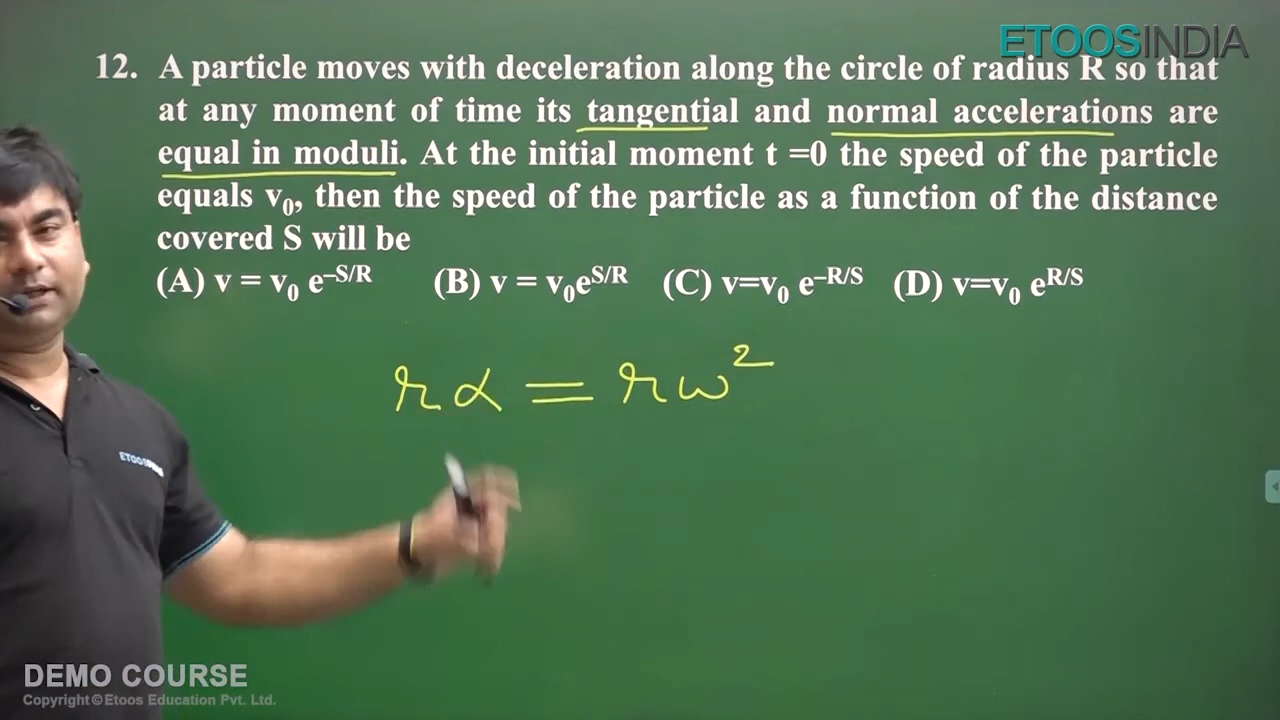 ETOOSINDIA
12. A particle moves with deceleration along the circle of radius R so that
at any moment of time its tangential and normal accelerations are
equal in moduli. At the initial moment t =0 the speed of the particle
equals v₀, then the speed of the particle as a function of the distance
covered S will be
(A) v = v₀ e⁻ˢ/ᴿ (B) v = v₀eˢ/ᴿ (C) v=v₀ e⁻ᴿ/ˢ (D) v=v₀ eᴿ/ˢ
rα = rω²
ETOOSINDIA
DEMO COURSE
Copyright©Etoos Education Pvt. Ltd.